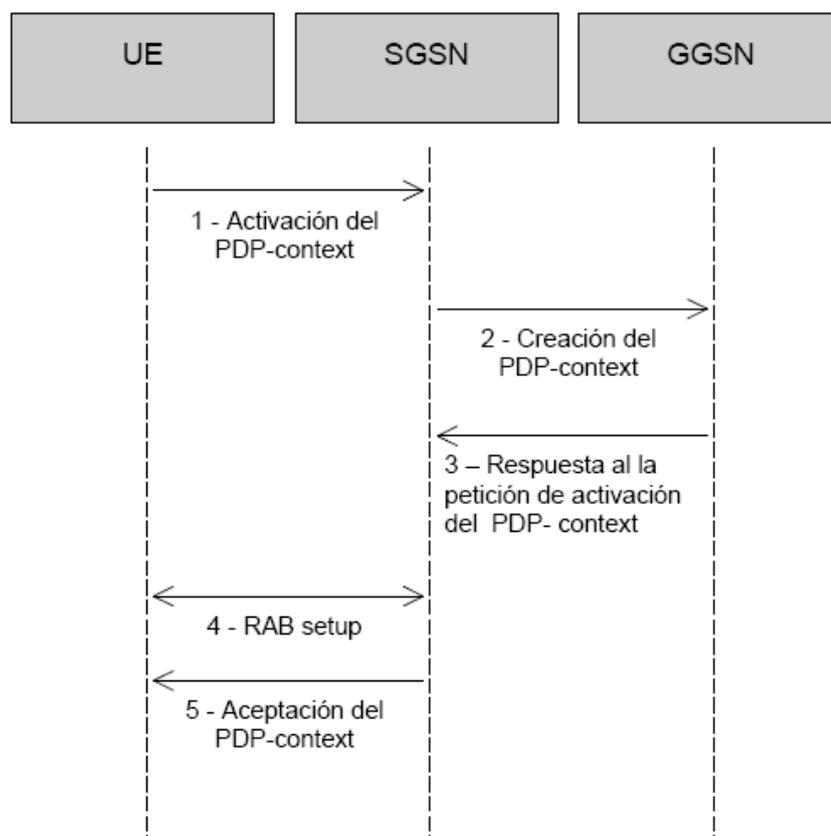 UE
SGSN
GGSN
1 - Activación del
PDP-context
2 - Creación del
PDP-context
3 – Respuesta al la
petición de activación
del PDP- context
4 - RAB setup
5 - Aceptación del
PDP-context